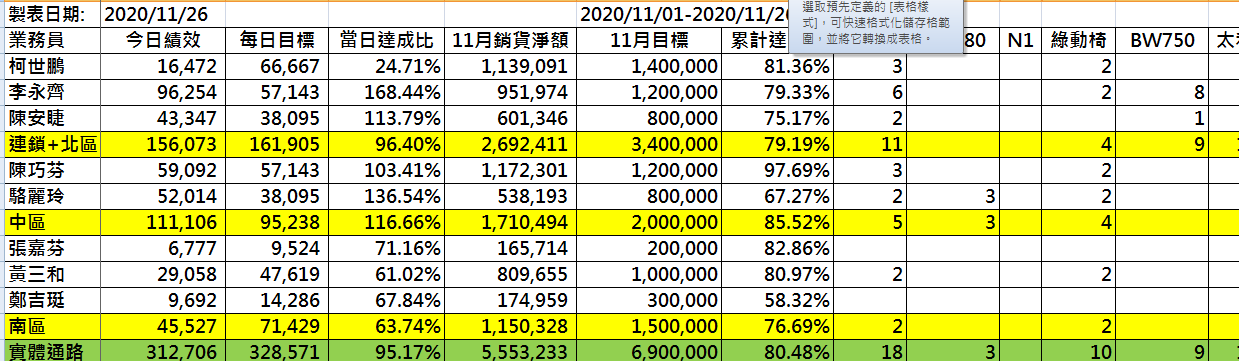 選取預先定義的 [表格樣
式]，可快速格式化儲存格範
圍，並將它轉換成表格。
製表日期: 2020/11/26 2020/11/01-2020/11/26
業務員 今日績效 每日目標 當日達成比 11月銷貨淨額 11月目標 累計達 80 N1 綠動椅 BW750
柯世鵬 16,472 66,667 24.71% 1,139,091 1,400,000 81.36% 3 2
李永齊 96,254 57,143 168.44% 951,974 1,200,000 79.33% 6 2 8
陳安睫 43,347 38,095 113.79% 601,346 800,000 75.17% 2 1
連鎖+北區 156,073 161,905 96.40% 2,692,411 3,400,000 79.19% 11 4 9
陳巧芬 59,092 57,143 103.41% 1,172,301 1,200,000 97.69% 3 2
駱麗玲 52,014 38,095 136.54% 538,193 800,000 67.27% 2 3 2
中區 111,106 95,238 116.66% 1,710,494 2,000,000 85.52% 5 3 4
張嘉芬 6,777 9,524 71.16% 165,714 200,000 82.86%
黃三和 29,058 47,619 61.02% 809,655 1,000,000 80.97% 2 2
鄭吉珽 9,692 14,286 67.84% 174,959 300,000 58.32%
南區 45,527 71,429 63.74% 1,150,328 1,500,000 76.69% 2 2
實體通路 312,706 328,571 95.17% 5,553,233 6,900,000 80.48% 18 3 10 9